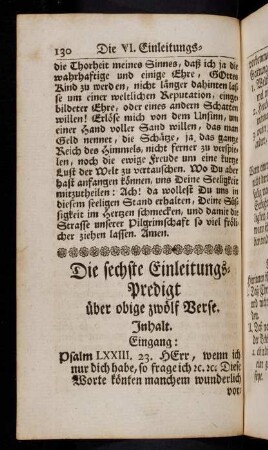 130 Die VI. Einleitungs-
die Thorheit meines Sinnes, daß ich ja die
wahrhaftige und einige Ehre, GOttes
Kind zu werden, nicht länger dahinten las-
se um einer weltlichen Reputation, einge-
bildeter Ehre, oder eines andern Schatten
willen! Erlöse mich von dem Unsinn, um
einer Hand voller Sand willen, das man
Geld nennet, die Schätze, ja, das gantze
Reich des Himmels nicht ferner zu verspie-
len, noch die ewige Freude um eine kurtze
Lust der Welt zu vertauschen. Wo Du aber
hast anfangen können, uns Deine Seeligkeit
mitzutheilen: Ach! da wollest Du uns in
in diesem seeligen Stand erhalten, Deine Süs-
sigkeit im Hertzen schmecken, und damit die
Strasse unserer Pilgrimschaft so viel frölic-
cher ziehen lassen. Amen.
Die sechste Einleitungs-
Predigt
über obige zwölf Verse.
Inhalt.
Eingang:
Psalm LXXIII. 23. HErr, wenn ich
nur dich habe, so frage ich ꝛc. ꝛc. Diese
Worte könten manchem wunderlich
vor-